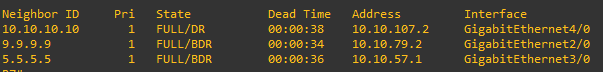 Neighbor ID     Pri   State           Dead Time   Address         Interface
10.10.10.10       1   FULL/DR         00:00:38    10.10.107.2     GigabitEthernet4/0
9.9.9.9           1   FULL/BDR        00:00:34    10.10.79.2      GigabitEthernet2/0
5.5.5.5           1   FULL/BDR        00:00:36    10.10.57.1      GigabitEthernet3/0